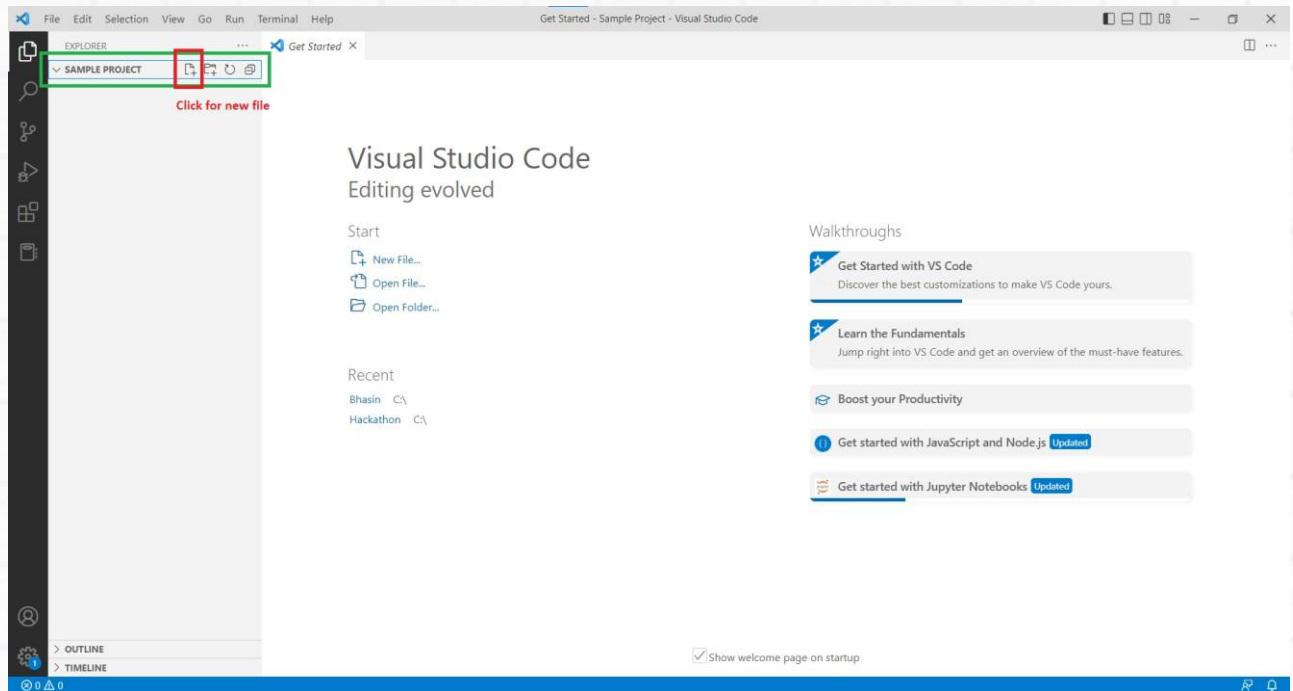 File Edit Selection View Go Run Terminal Help
Get Started - Sample Project - Visual Studio Code
EXPLORER
Get Started
SAMPLE PROJECT
Click for new file
Visual Studio Code
Editing evolved
Start
New File...
Open File...
Open Folder...
Recent
Bhasin C:\
Hackathon C:\
Walkthroughs
Get Started with VS Code
Discover the best customizations to make VS Code yours.
Learn the Fundamentals
Jump right into VS Code and get an overview of the must-have features.
Boost your Productivity
Get started with JavaScript and Node.js Updated
Get started with Jupyter Notebooks Updated
Show welcome page on startup
1
OUTLINE
TIMELINE
0 0